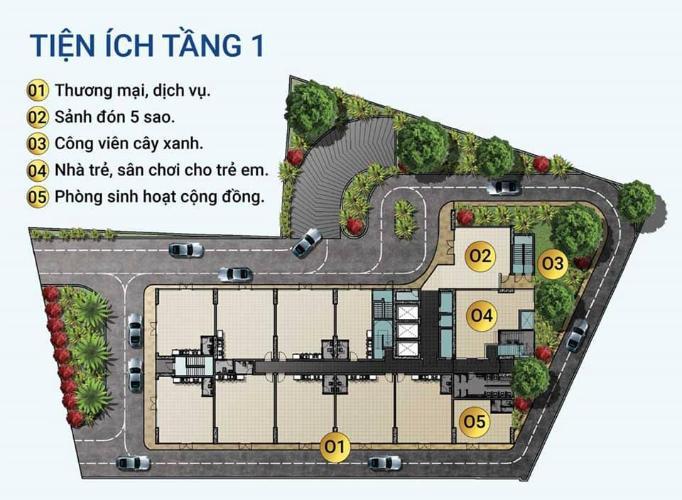 TIỆN ÍCH TẦNG 1
01 Thương mại, dịch vụ.
02 Sảnh đón 5 sao.
03 Công viên cây xanh.
04 Nhà trẻ, sân chơi cho trẻ em.
05 Phòng sinh hoạt cộng đồng.
02
03
04
05
01